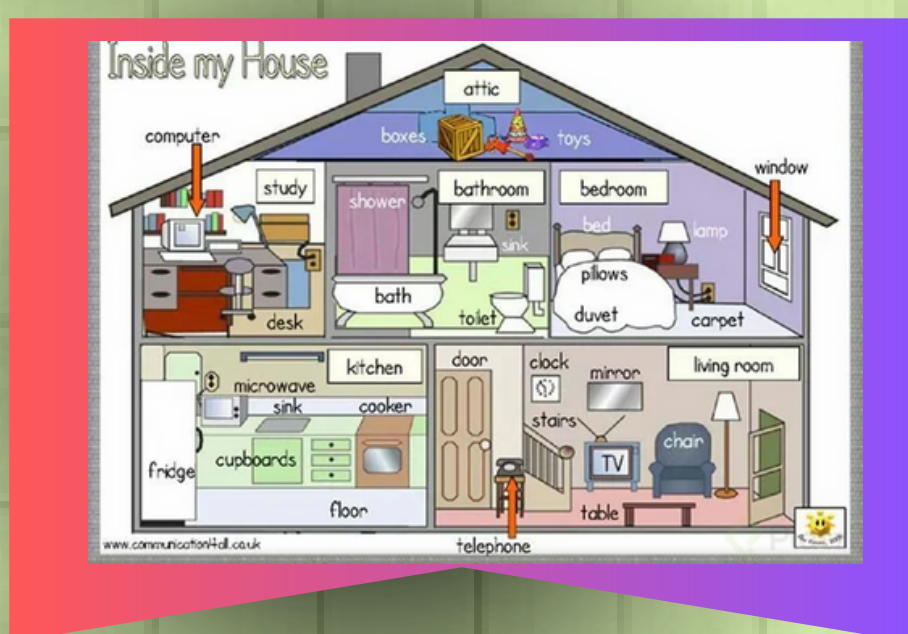 Inside my House
attic
boxes
toys
computer
window
study
bathroom
bedroom
shower
sink
bed
lamp
pillows
bath
toilet
duvet
carpet
desk
kitchen
door
clock
mirror
living room
microwave
sink
cooker
stairs
chair
TV
fridge
cupboards
floor
table
telephone
www.communication4all.co.uk